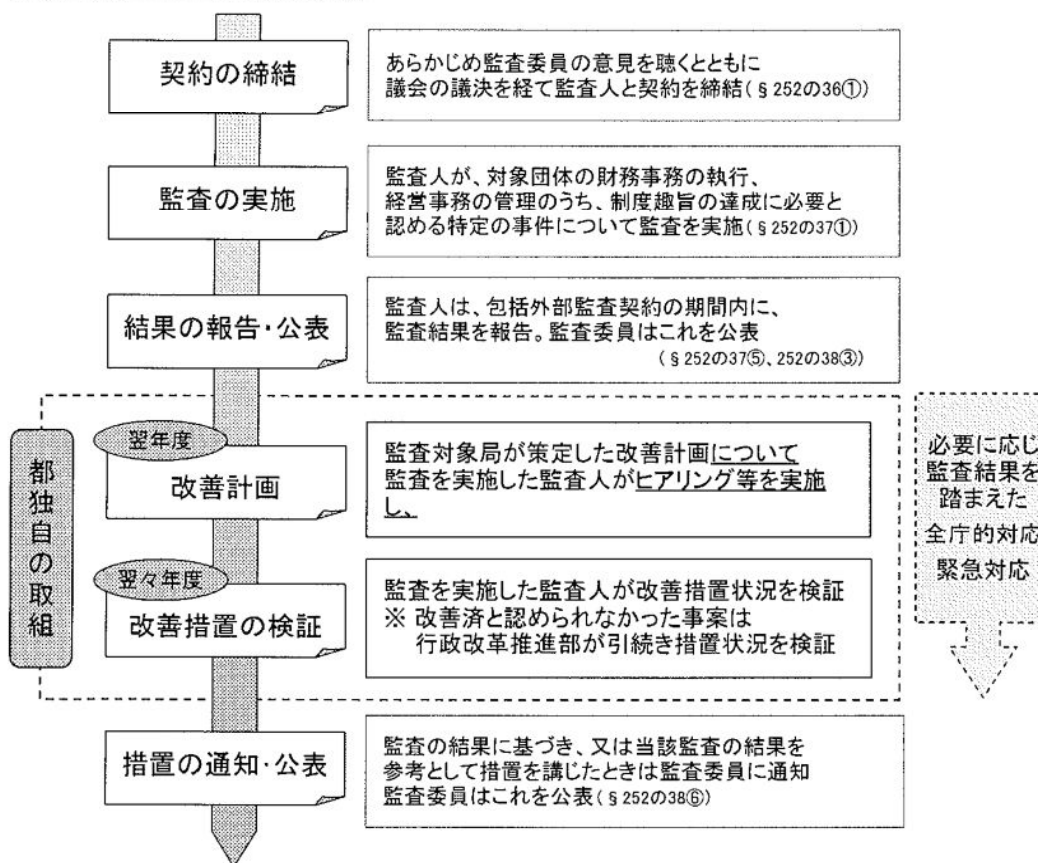 契約の締結
あらかじめ監査委員の意見を聴くとともに
議会の議決を経て監査人と契約を締結(§252の36①)
監査の実施
監査人が、対象団体の財務事務の執行、
経営事務の管理のうち、制度趣旨の達成に必要と
認める特定の事件について監査を実施(§252の37①)
結果の報告・公表
監査人は、包括外部監査契約の期間内に、
監査結果を報告。監査委員はこれを公表
(§252の37⑤、252の38③)
都独自の取組
翌年度
改善計画
監査対象局が策定した改善計画について
監査を実施した監査人がヒアリング等を実施
し、
翌々年度
改善措置の検証
監査を実施した監査人が改善措置状況を検証
※ 改善済と認められなかった事案は
行政改革推進部が引続き措置状況を検証
必要に応じ
監査結果を
踏まえた
全庁的対応
緊急対応
措置の通知・公表
監査の結果に基づき、又は当該監査の結果を
参考として措置を講じたときは監査委員に通知
監査委員はこれを公表(§252の38⑥)